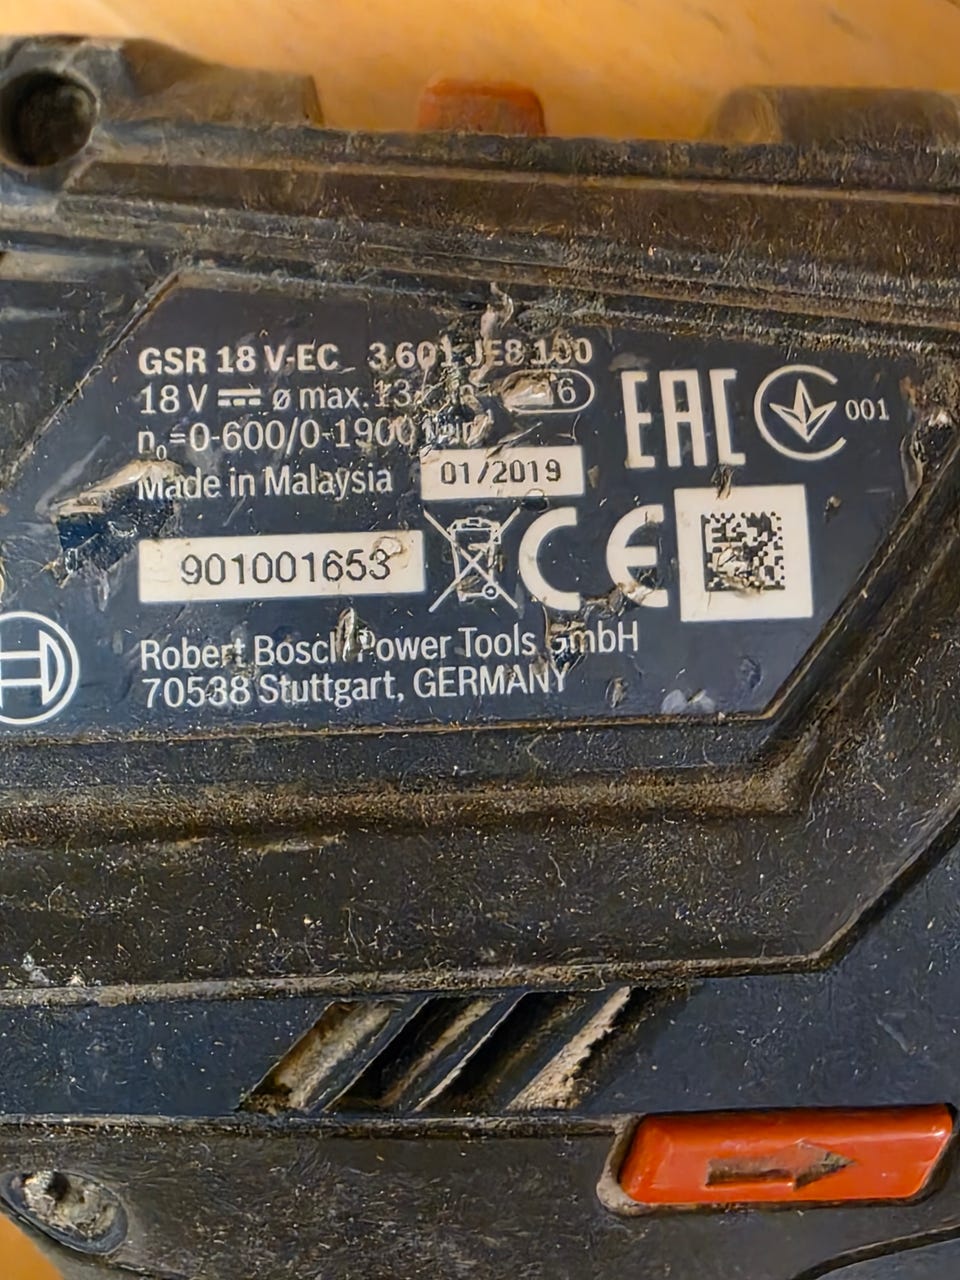 GSR 18 V-EC 3 601 JE8 100
18 V ⎓ ø max. 13
n₀=0-600/0-1900
Made in Malaysia
01/2019
EAC
001
901001653
CE
Robert Bosch Power Tools GmbH
70538 Stuttgart, GERMANY